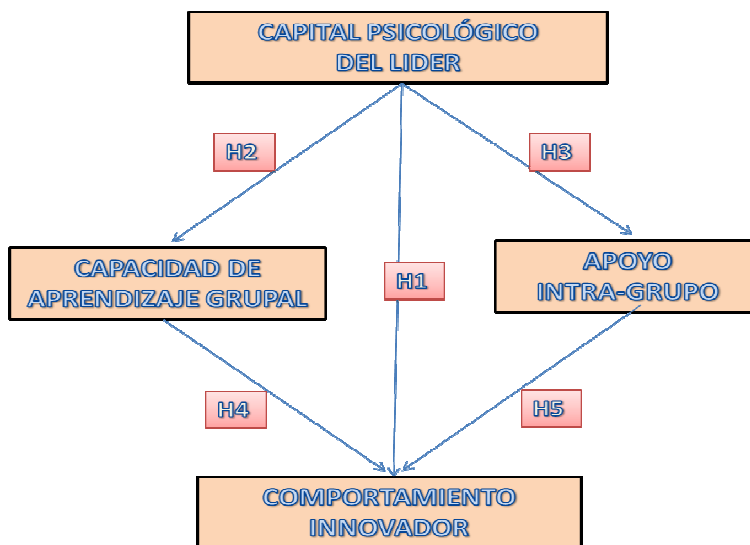 CAPITAL PSICOLÓGICO
DEL LIDER
H2
H3
CAPACIDAD DE
APRENDIZAJE GRUPAL
H1
APOYO
INTRA-GRUPO
H4
H5
COMPORTAMIENTO
INNOVADOR